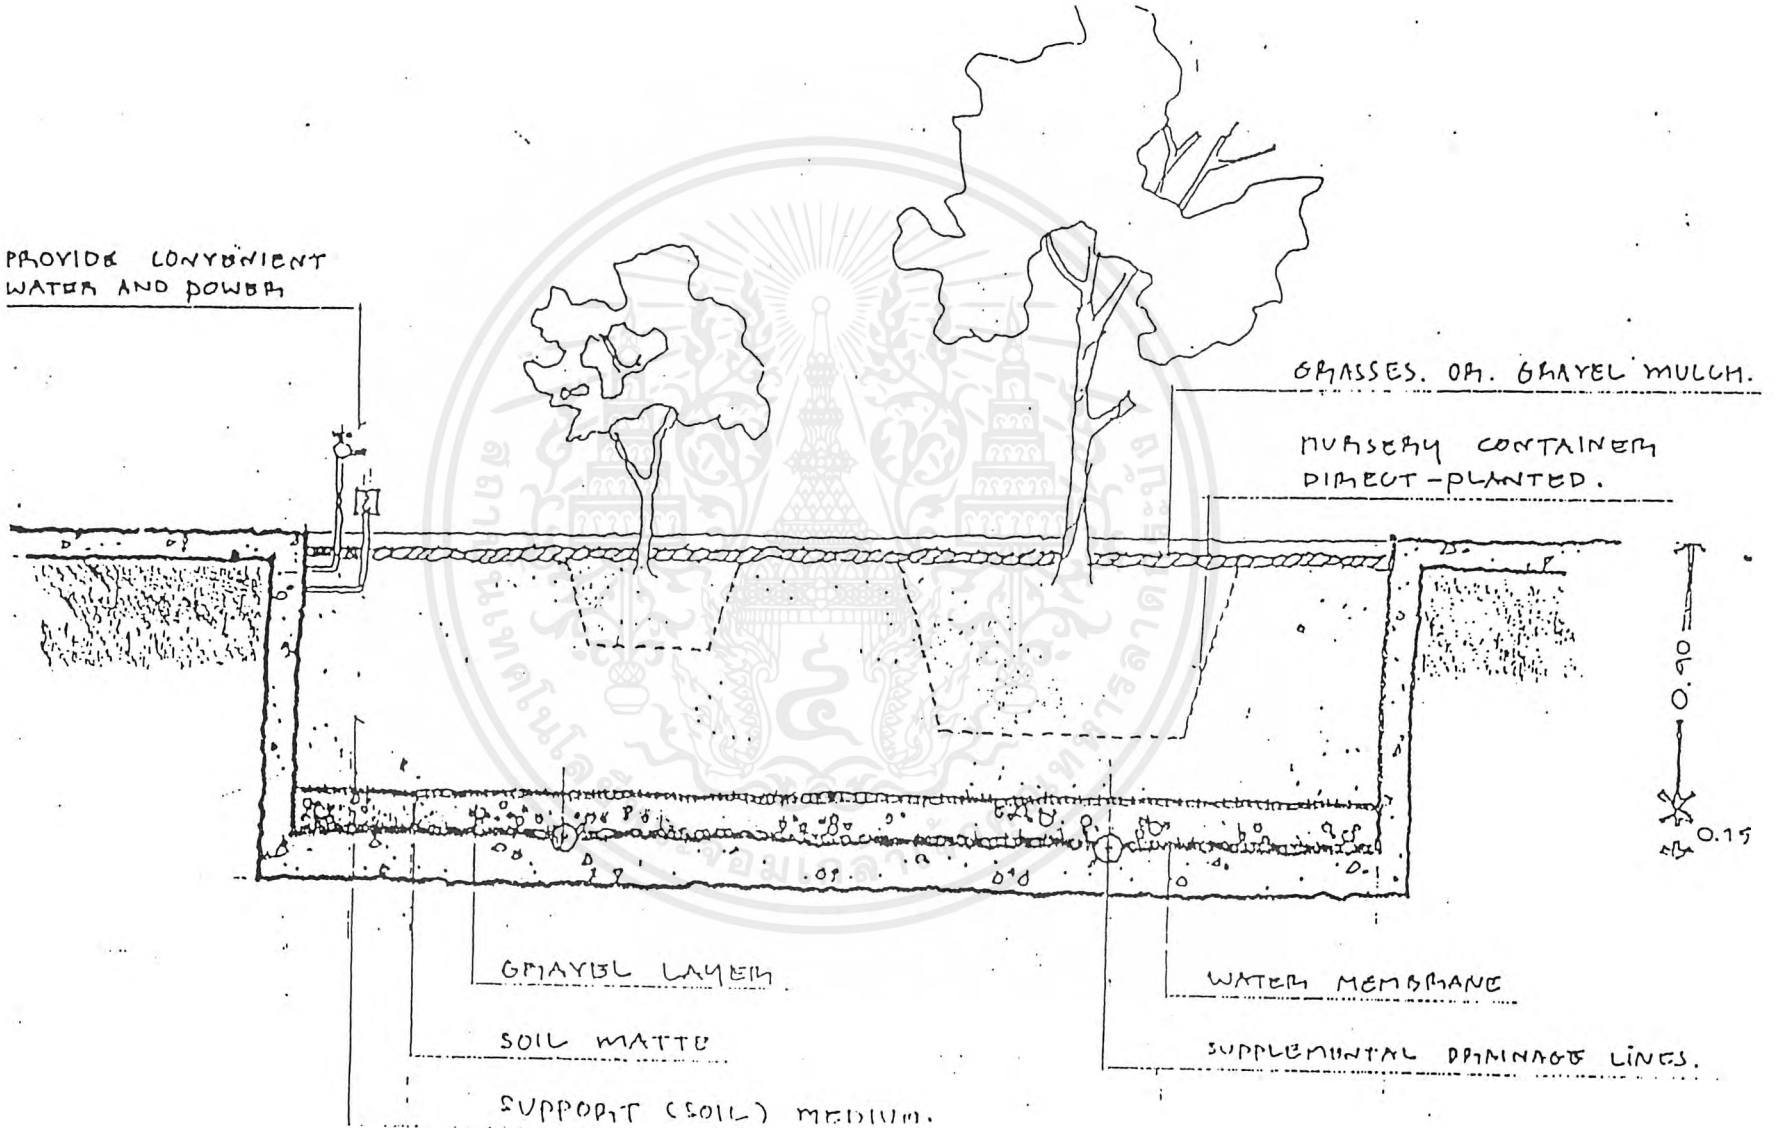 PROVIDE CONVENIENT
WATER AND POWER
GRASSES. OR. GRAVEL MULCH.
NURSERY CONTAINER
DIRECT-PLANTED.
0.90
0.15
GRAVEL LAYER
WATER MEMBRANE
SOIL MATTE
SUPPLEMENTAL DRAINAGE LINES.
SUPPORT (SOIL) MEDIUM.